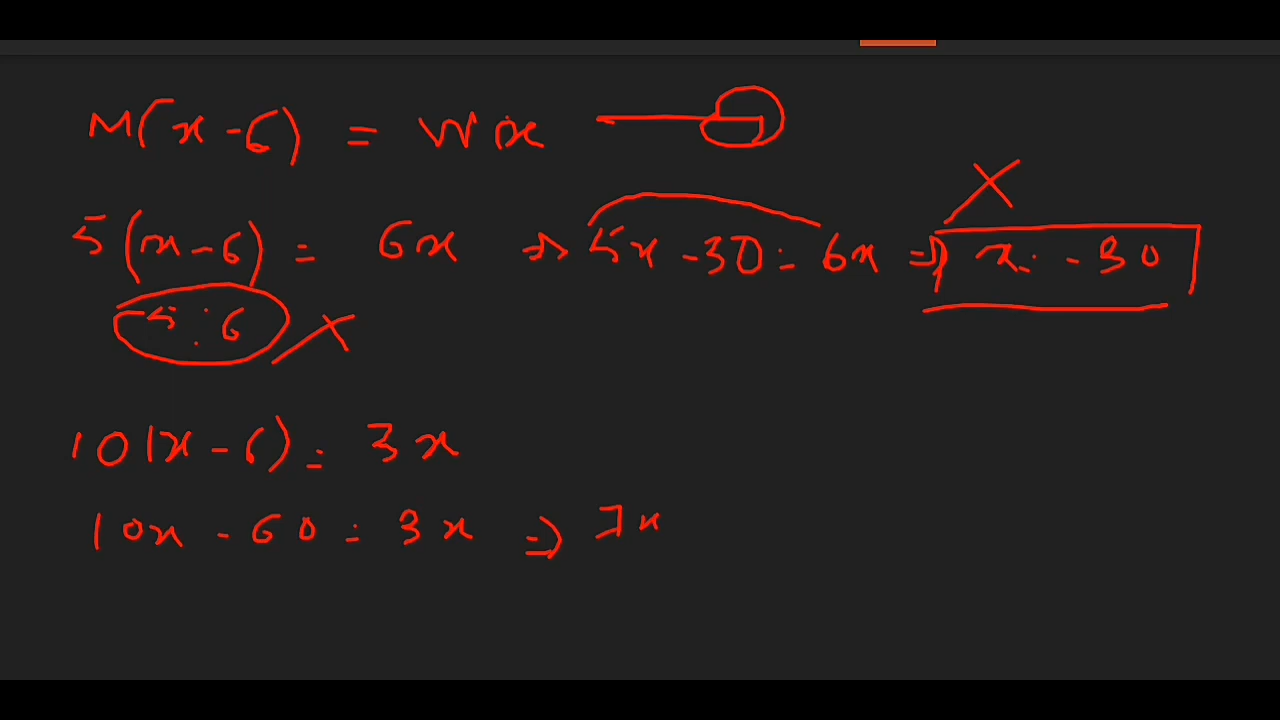 M(x-6) = Wx
5(x-6) = 6x => 5x -30 = 6x => x = -30
5:6
10(x-6) = 3x
10x - 60 = 3x => 7x